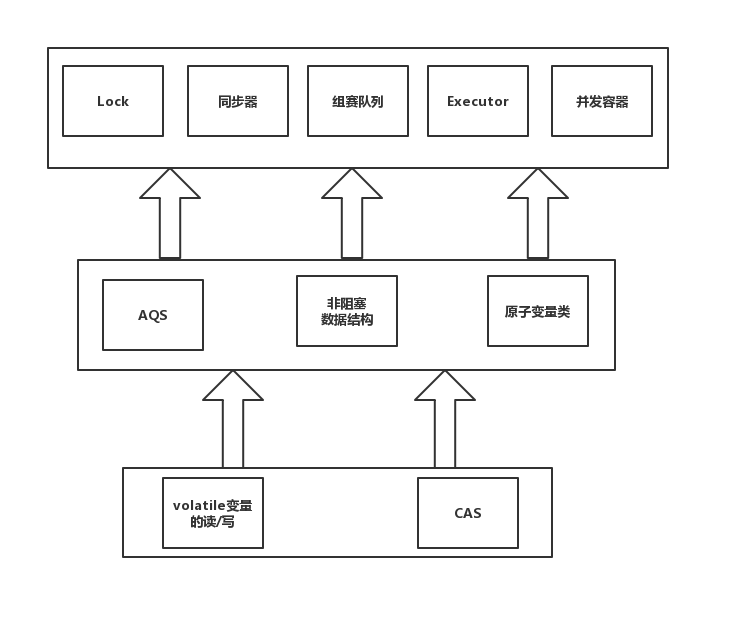 Lock
同步器
组赛队列
Executor
并发容器
AQS
非阻塞
数据结构
原子变量类
volatile变量
的读/写
CAS